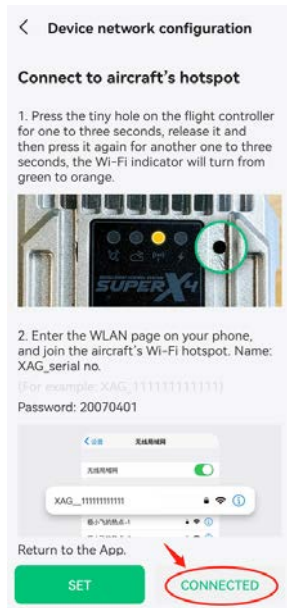 Device network configuration
Connect to aircraft's hotspot
1. Press the tiny hole on the flight controller
for one to three seconds, release it and
then press it again for another one to three
seconds, the Wi-Fi indicator will turn from
green to orange.
SUPER X4
2. Enter the WLAN page on your phone,
and join the aircraft's Wi-Fi hotspot. Name:
XAG_serial no.
(For example: XAG_111111111111)
Password: 20070401
无线局域网
无线局域网
XAG__111111111111
Return to the App.
SET
CONNECTED